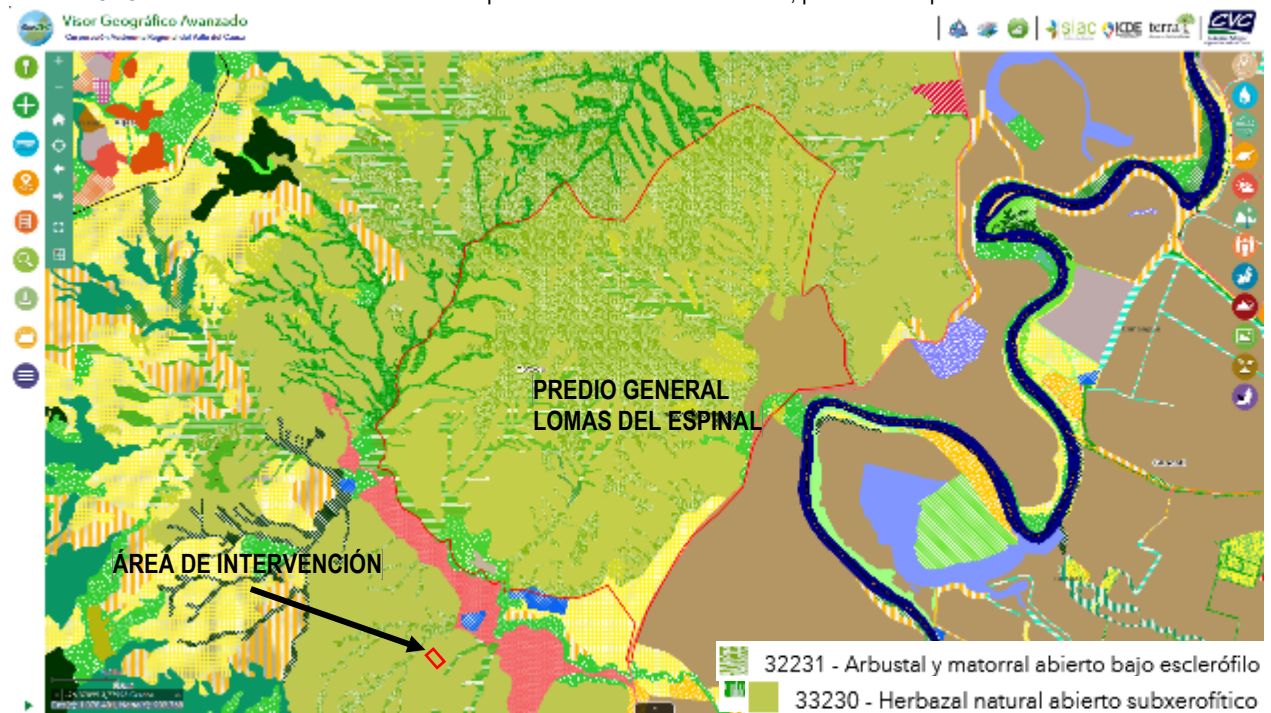 Visor Geográfico Avanzado
Corporación Autónoma Regional del Valle del Cauca
siac
ICDE
terra
CVC
PREDIO GENERAL
LOMAS DEL ESPINAL
ÁREA DE INTERVENCIÓN
32231 - Arbustal y matorral abierto bajo esclerófilo
33230 - Herbazal natural abierto subxerofítico